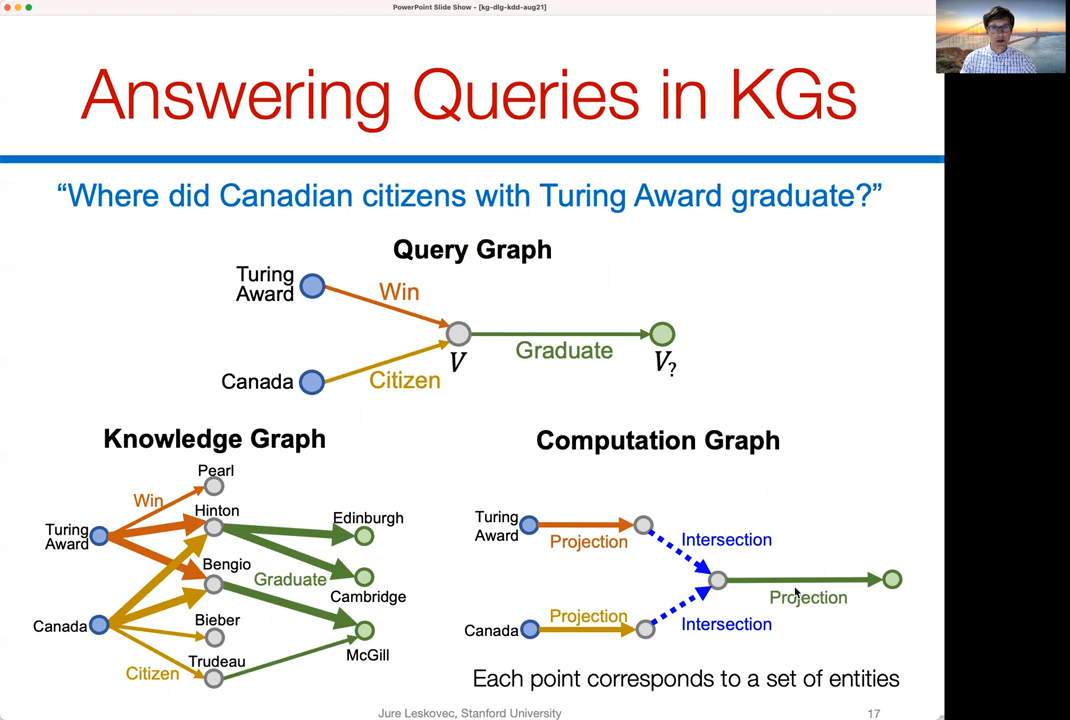 PowerPoint Slide Show - [kg-dlg-kdd-aug21]
Answering Queries in KGs
“Where did Canadian citizens with Turing Award graduate?”
Query Graph
Turing
Award
Win
V
Graduate
V?
Canada
Citizen
Knowledge Graph
Pearl
Win
Hinton
Edinburgh
Turing
Award
Bengio
Graduate
Cambridge
Canada
Bieber
Trudeau
McGill
Citizen
Computation Graph
Turing
Award
Projection
Intersection
Projection
Canada
Projection
Intersection
Each point corresponds to a set of entities
Jure Leskovec, Stanford University
17